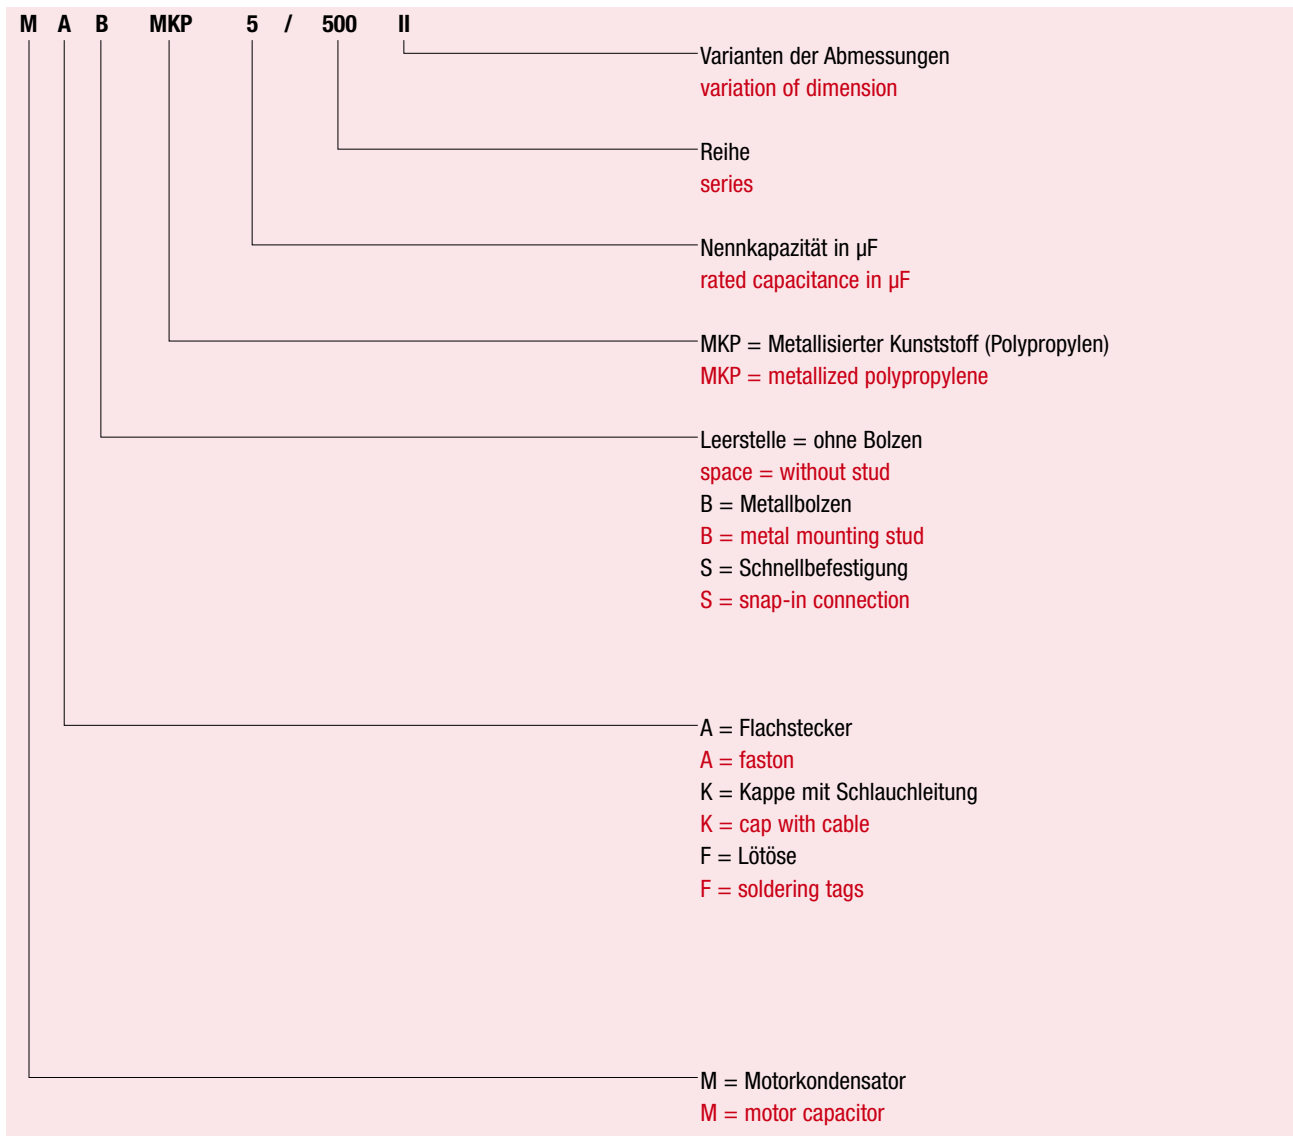 M A B MKP 5 / 500 II
Varianten der Abmessungen
variation of dimension
Reihe
series
Nennkapazität in µF
rated capacitance in µF
MKP = Metallisierter Kunststoff (Polypropylen)
MKP = metallized polypropylene
Leerstelle = ohne Bolzen
space = without stud
B = Metallbolzen
B = metal mounting stud
S = Schnellbefestigung
S = snap-in connection
A = Flachstecker
A = faston
K = Kappe mit Schlauchleitung
K = cap with cable
F = Lötöse
F = soldering tags
M = Motorkondensator
M = motor capacitor